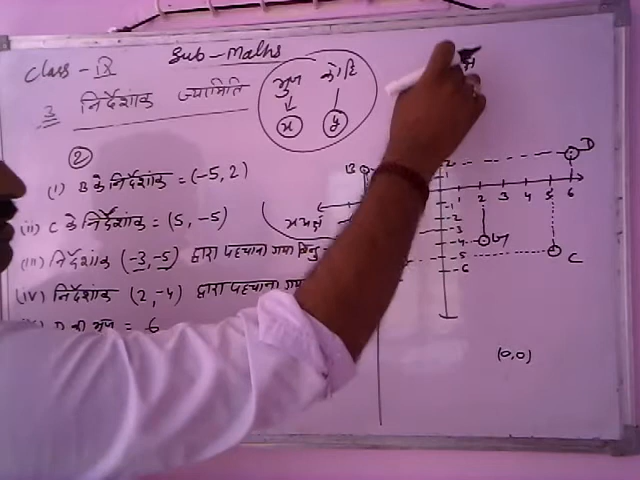 Class - IX
Sub - Maths
3 निर्देशांक ज्यामिति
भुज कोटि
x y
2
(i) B के निर्देशांक = (-5, 2)
(ii) C के निर्देशांक = (5, -5)
(iii) निर्देशांक (-3, -5) द्वारा पहचाना गया बिन्दु
(iv) निर्देशांक (2, -4) द्वारा पहचाना गया
D का भुज = 6
B
D
2
1 2 3 4 5 6
-1
-2
-3
-4
-5
-6
G
C
(0,0)